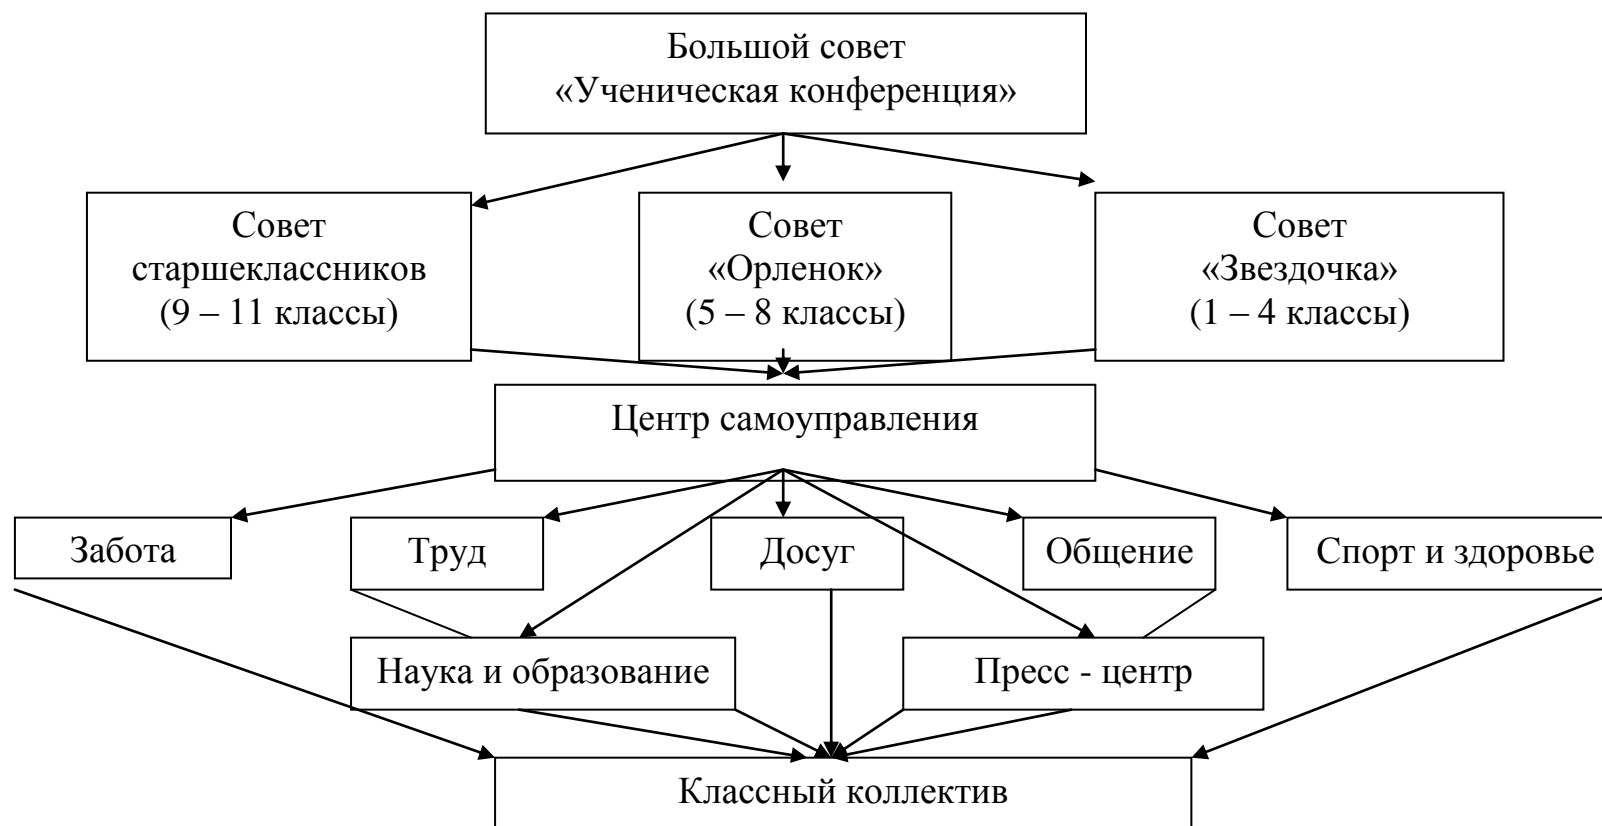 Большой совет
«Ученическая конференция»
Совет
старшеклассников
(9 – 11 классы)
Совет
«Орленок»
(5 – 8 классы)
Совет
«Звездочка»
(1 – 4 классы)
Центр самоуправления
Забота
Труд
Досуг
Общение
Спорт и здоровье
Наука и образование
Пресс - центр
Классный коллектив